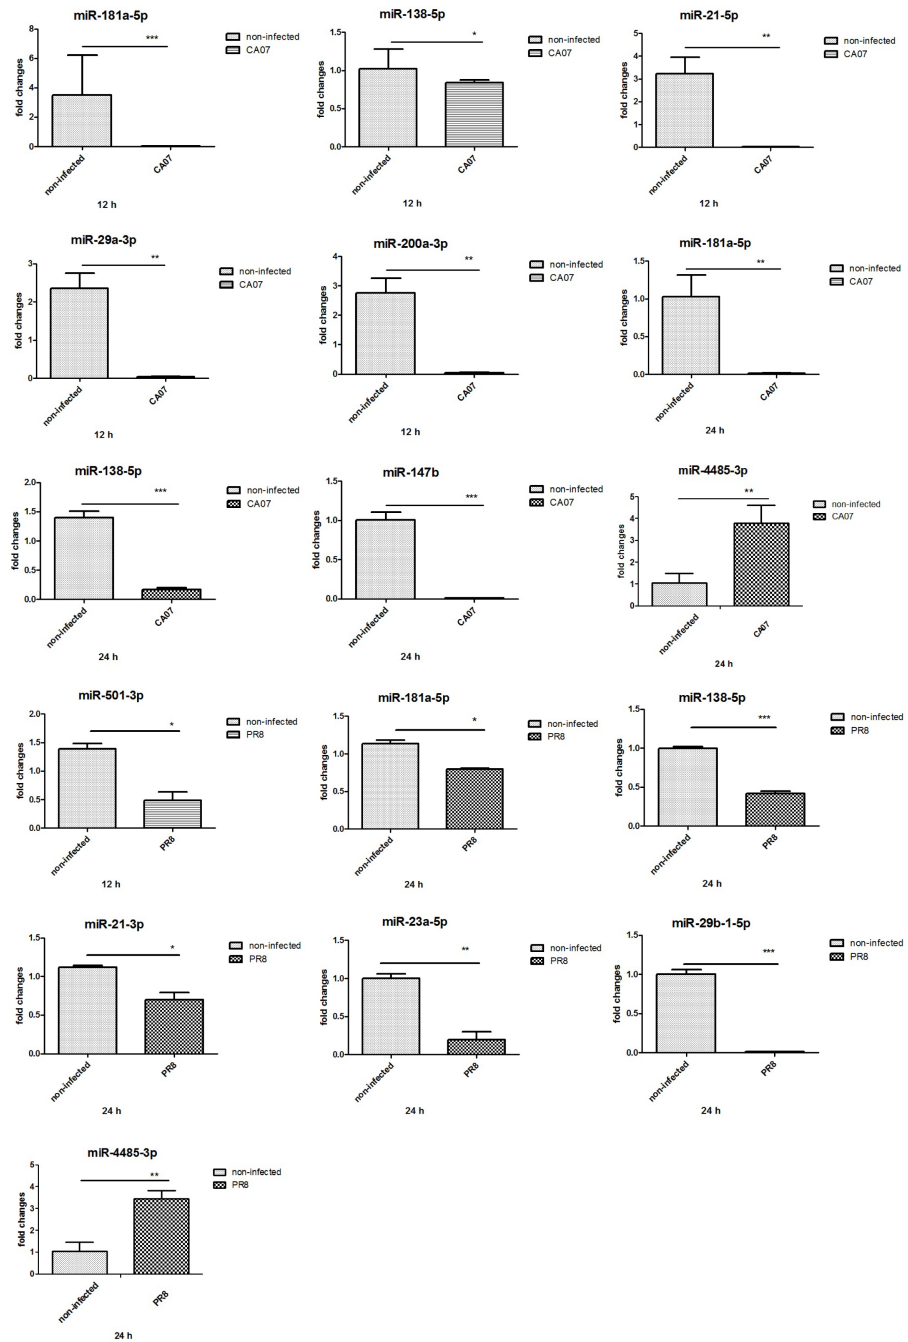 miR-181a-5p
***
non-infected
CA07
fold changes
8
6
4
2
0
non-infected
CA07
12 h
miR-138-5p
*
non-infected
CA07
fold changes
1.5
1.0
0.5
0.0
non-infected
CA07
12 h
miR-21-5p
**
non-infected
CA07
fold changes
5
4
3
2
1
0
non-infected
CA07
12 h
miR-29a-3p
**
non-infected
CA07
fold changes
3
2
1
0
non-infected
CA07
12 h
miR-200a-3p
**
non-infected
CA07
fold changes
4
3
2
1
0
non-infected
CA07
12 h
miR-181a-5p
**
non-infected
CA07
fold changes
1.5
1.0
0.5
0.0
non-infected
CA07
24 h
miR-138-5p
***
non-infected
CA07
fold changes
2.0
1.5
1.0
0.5
0.0
non-infected
CA07
24 h
miR-147b
***
non-infected
CA07
fold changes
1.5
1.0
0.5
0.0
non-infected
CA07
24 h
miR-4485-3p
**
non-infected
CA07
fold changes
5
4
3
2
1
0
non-infected
CA07
24 h
miR-501-3p
*
non-infected
PR8
fold changes
2.0
1.5
1.0
0.5
0.0
non-infected
PR8
12 h
miR-181a-5p
*
non-infected
PR8
fold changes
1.5
1.0
0.5
0.0
non-infected
PR8
24 h
miR-138-5p
***
non-infected
PR8
fold changes
1.5
1.0
0.5
0.0
non-infected
PR8
24 h
miR-21-3p
*
non-infected
PR8
fold changes
1.5
1.0
0.5
0.0
non-infected
PR8
24 h
miR-23a-5p
**
non-infected
PR8
fold changes
1.5
1.0
0.5
0.0
non-infected
PR8
24 h
miR-29b-1-5p
***
non-infected
PR8
fold changes
1.5
1.0
0.5
0.0
non-infected
PR8
24 h
miR-4485-3p
**
non-infected
PR8
fold changes
5
4
3
2
1
0
non-infected
PR8
24 h